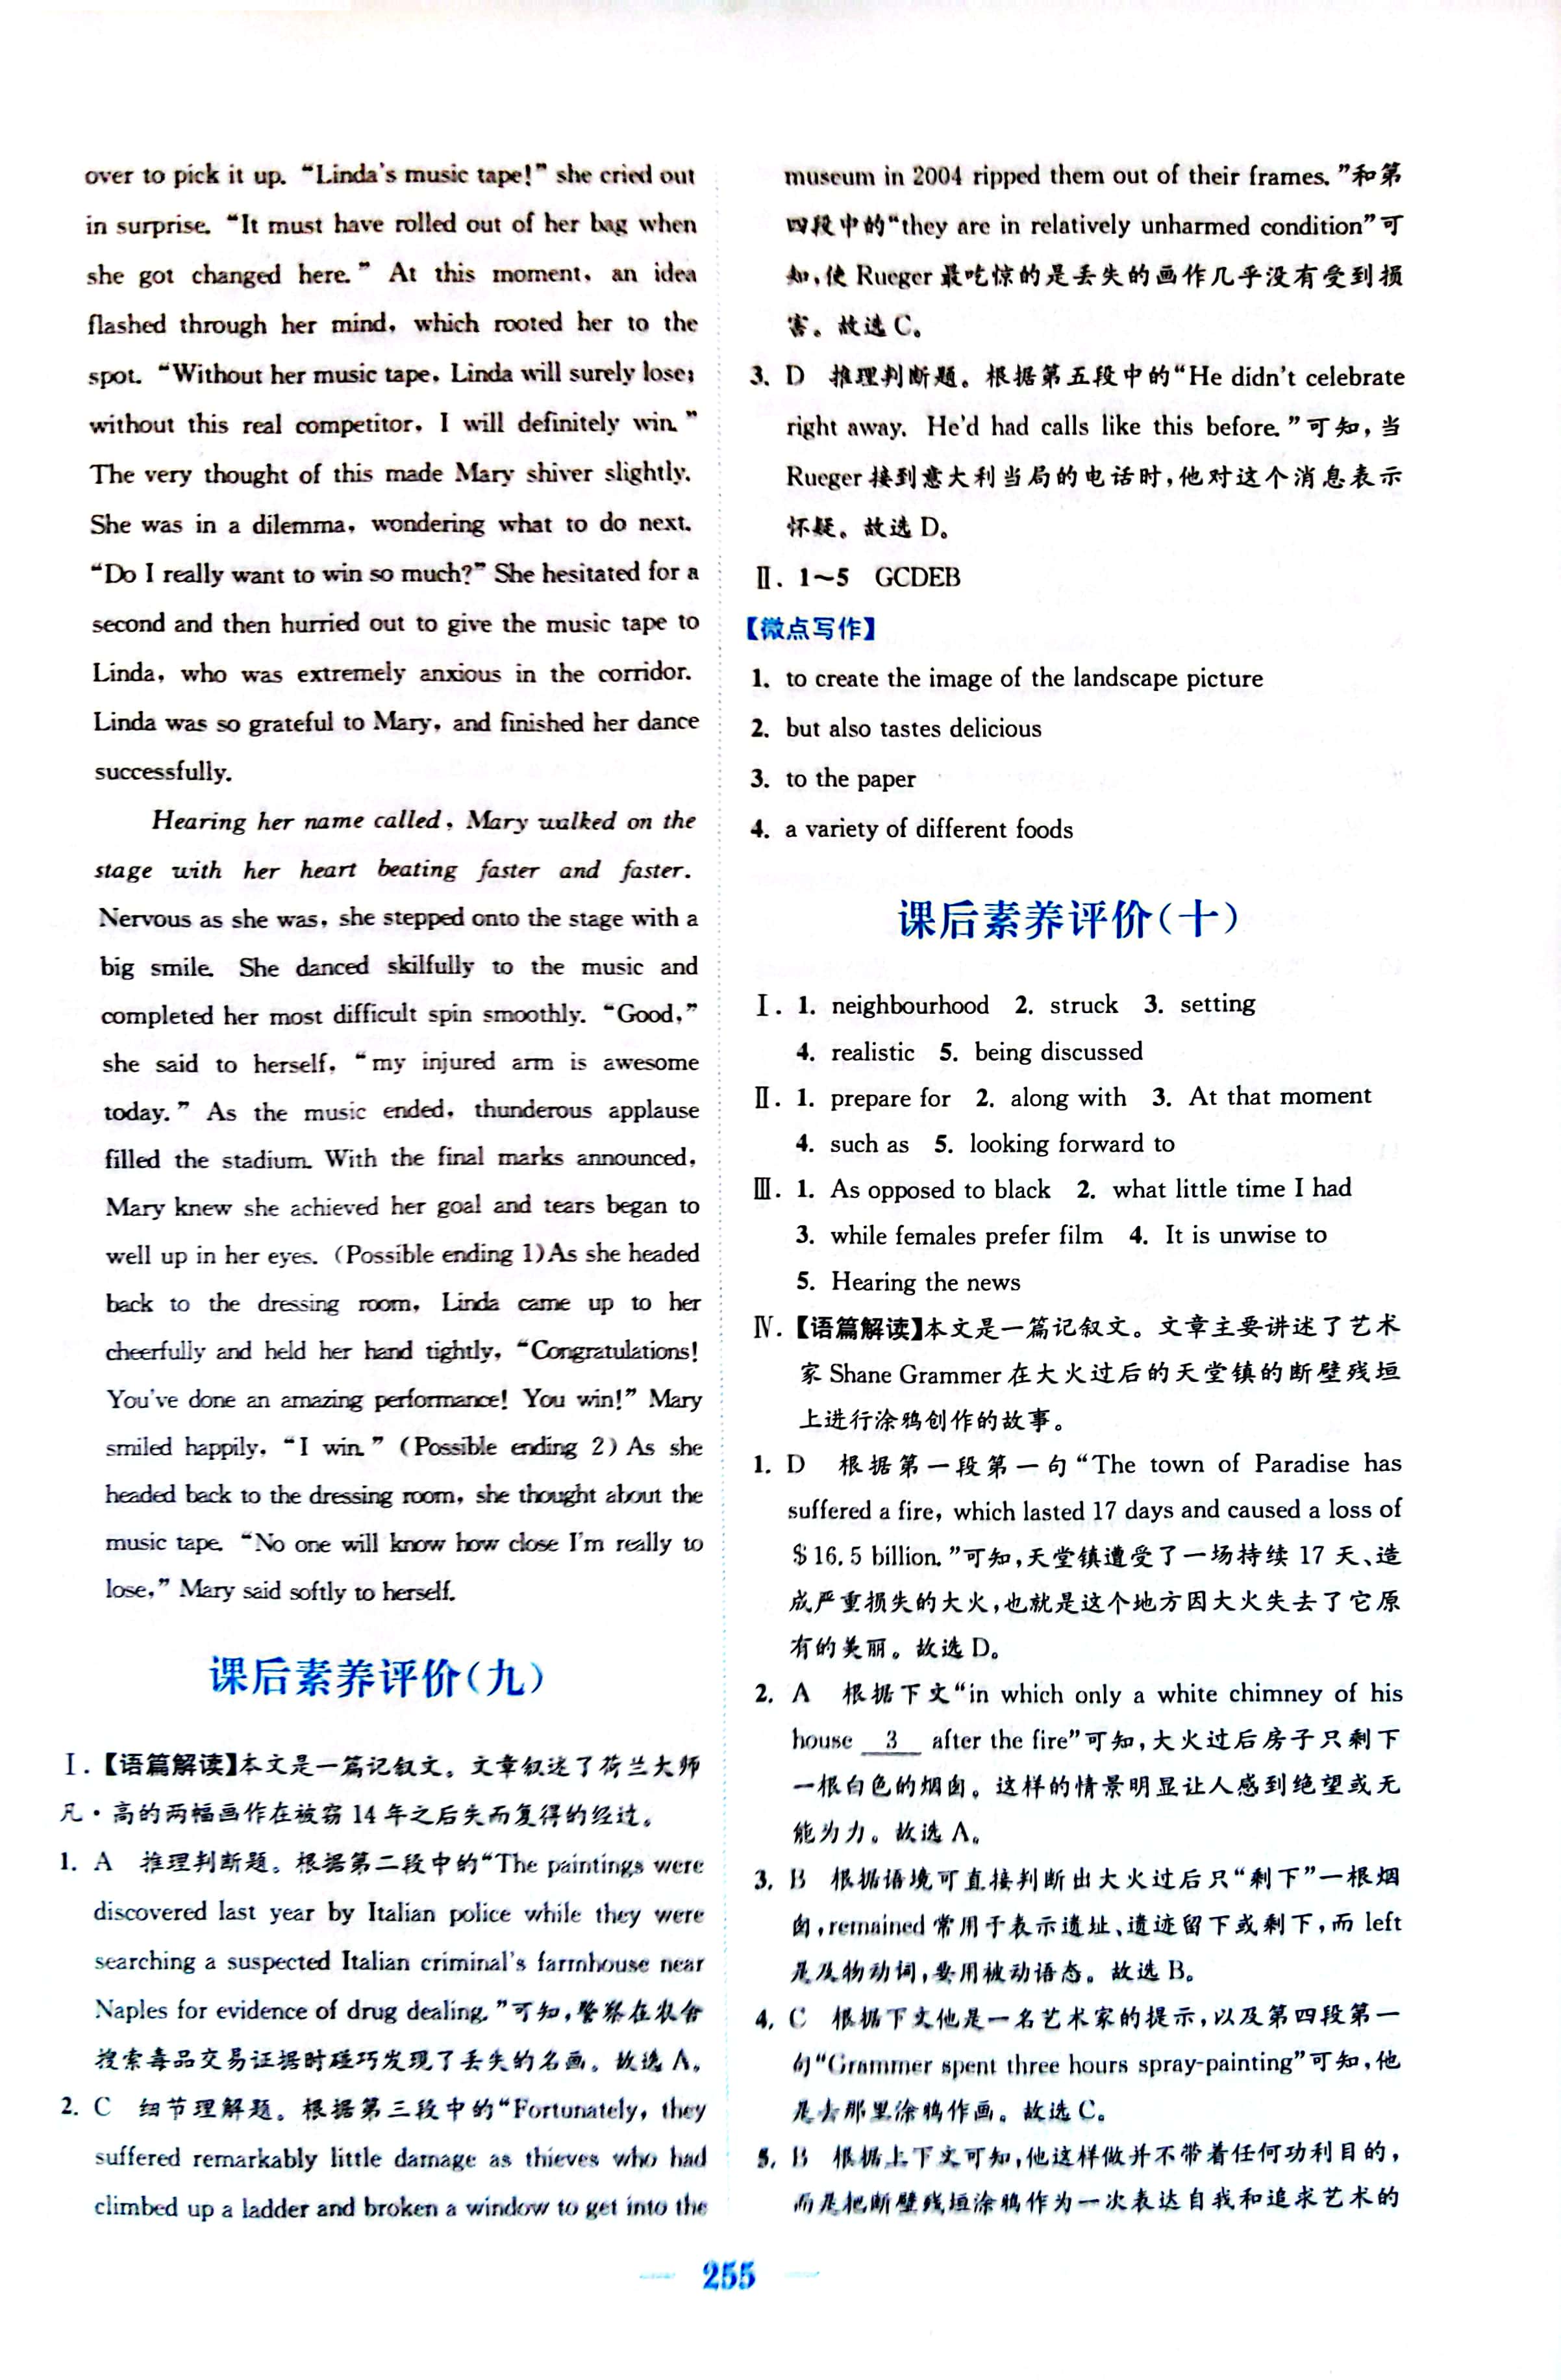 over to pick it up. “Linda's music tape!” she cried out
in surprise. “It must have rolled out of her bag when
she got changed here.” At this moment, an idea
flashed through her mind, which rooted her to the
spot. “Without her music tape, Linda will surely lose;
without this real competitor, I will definitely win.”
The very thought of this made Mary shiver slightly.
She was in a dilemma, wondering what to do next.
“Do I really want to win so much?” She hesitated for a
second and then hurried out to give the music tape to
Linda, who was extremely anxious in the corridor.
Linda was so grateful to Mary, and finished her dance
successfully.
Hearing her name called, Mary walked on the
stage with her heart beating faster and faster.
Nervous as she was, she stepped onto the stage with a
big smile. She danced skilfully to the music and
completed her most difficult spin smoothly. “Good,”
she said to herself, “my injured arm is awesome
today.” As the music ended, thunderous applause
filled the stadium. With the final marks announced,
Mary knew she achieved her goal and tears began to
well up in her eyes. (Possible ending 1)As she headed
back to the dressing room, Linda came up to her
cheerfully and held her hand tightly, “Congratulations!
You've done an amazing performance! You win!” Mary
smiled happily, “I win.” (Possible ending 2) As she
headed back to the dressing room, she thought about the
music tape. “No one will know how close I'm really to
lose,” Mary said softly to herself.
课后素养评价(九)
Ⅰ.【语篇解读】本文是一篇记叙文。文章叙述了荷兰大师
凡·高的两幅画作在被窃14年之后失而复得的经过。
1. A 推理判断题。根据第二段中的“The paintings were
discovered last year by Italian police while they were
searching a suspected Italian criminal's farmhouse near
Naples for evidence of drug dealing.”可知,警察在农舍
搜索毒品交易证据时碰巧发现了丢失的名画。故选A。
2. C 细节理解题。根据第三段中的“Fortunately, they
suffered remarkably little damage as thieves who had
climbed up a ladder and broken a window to get into the
museum in 2004 ripped them out of their frames.”和第
四段中的“they are in relatively unharmed condition”可
知,使Rueger最吃惊的是丢失的画作几乎没有受到损
害。故选C。
3. D 推理判断题。根据第五段中的“He didn't celebrate
right away. He'd had calls like this before.”可知,当
Rueger接到意大利当局的电话时,他对这个消息表示
怀疑。故选D。
Ⅱ. 1~5 GCDEB
【微点写作】
1. to create the image of the landscape picture
2. but also tastes delicious
3. to the paper
4. a variety of different foods
课后素养评价(十)
Ⅰ. 1. neighbourhood 2. struck 3. setting
4. realistic 5. being discussed
Ⅱ. 1. prepare for 2. along with 3. At that moment
4. such as 5. looking forward to
Ⅲ. 1. As opposed to black 2. what little time I had
3. while females prefer film 4. It is unwise to
5. Hearing the news
Ⅳ.【语篇解读】本文是一篇记叙文。文章主要讲述了艺术
家Shane Grammer在大火过后的天堂镇的断壁残垣
上进行涂鸦创作的故事。
1. D 根据第一段第一句“The town of Paradise has
suffered a fire, which lasted 17 days and caused a loss of
$16.5 billion.”可知,天堂镇遭受了一场持续17天、造
成严重损失的大火,也就是这个地方因大火失去了它原
有的美丽。故选D。
2. A 根据下文“in which only a white chimney of his
house 3 after the fire”可知,大火过后房子只剩下
一根白色的烟囱。这样的情景明显让人感到绝望或无
能为力。故选A。
3. B 根据语境可直接判断出大火过后只“剩下”一根烟
囱,remained常用于表示遗址、遗迹留下或剩下,而left
是及物动词,要用被动语态。故选B。
4. C 根据下文他是一名艺术家的提示,以及第四段第一
句“Grammer spent three hours spray-painting”可知,他
是去那里涂鸦作画。故选C。
5. B 根据上下文可知,他这样做并不带着任何功利目的,
而是把断壁残垣涂鸦作为一次表达自我和追求艺术的
255